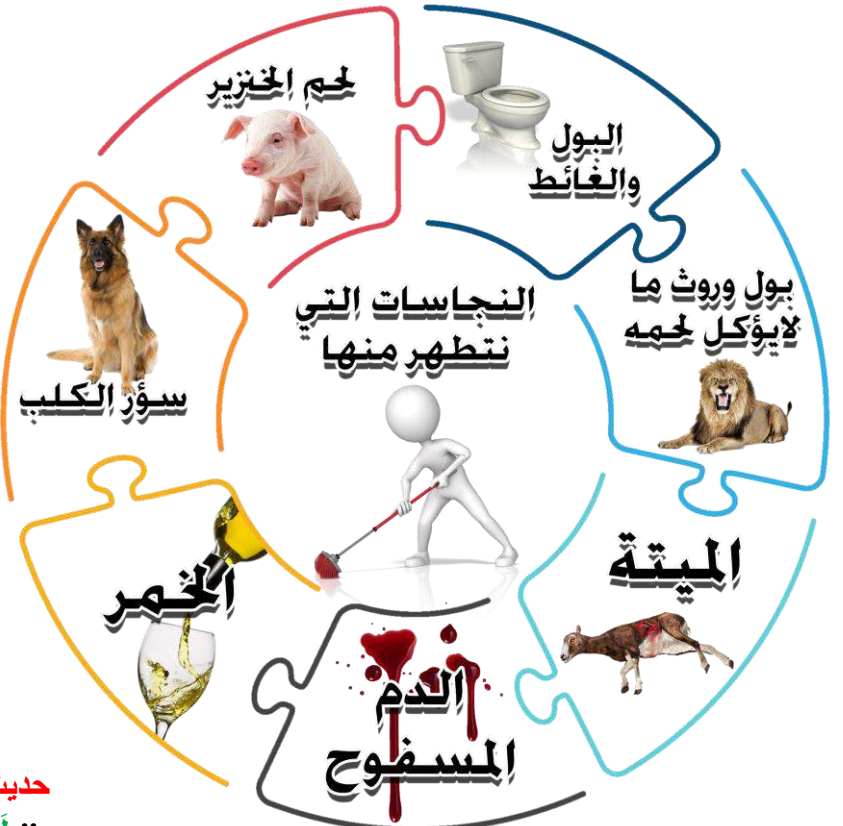 النجاسات التي
نتطهر منها
البول
والغائط
بول وروث ما
لايؤكل لحمه
الميتة
الدم
المسفوح
الخمر
سؤر الكلب
لحم الخنزير